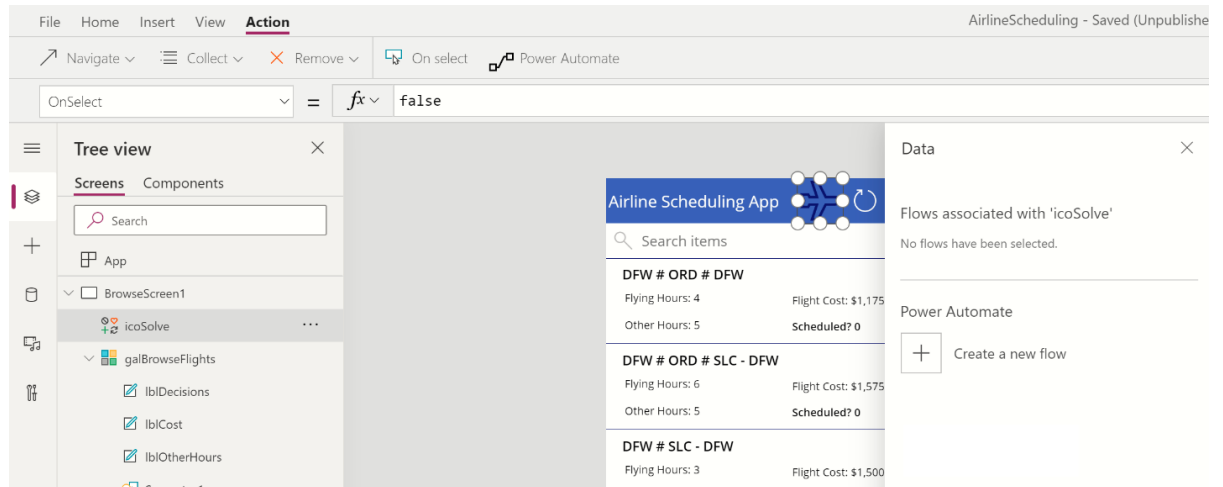 File Home Insert View Action AirlineScheduling - Saved (Unpublishe
Navigate Collect Remove On select Power Automate
OnSelect = fx false
Tree view
Screens Components
Search
App
BrowseScreen1
icoSolve ...
galBrowseFlights
lblDecisions
lblCost
lblOtherHours
Airline Scheduling App
Search items
DFW # ORD # DFW
Flying Hours: 4 Flight Cost: $1,175
Other Hours: 5 Scheduled? 0
DFW # ORD # SLC - DFW
Flying Hours: 6 Flight Cost: $1,575
Other Hours: 5 Scheduled? 0
DFW # SLC - DFW
Flying Hours: 3 Flight Cost: $1,500
Data
Flows associated with 'icoSolve'
No flows have been selected.
Power Automate
Create a new flow